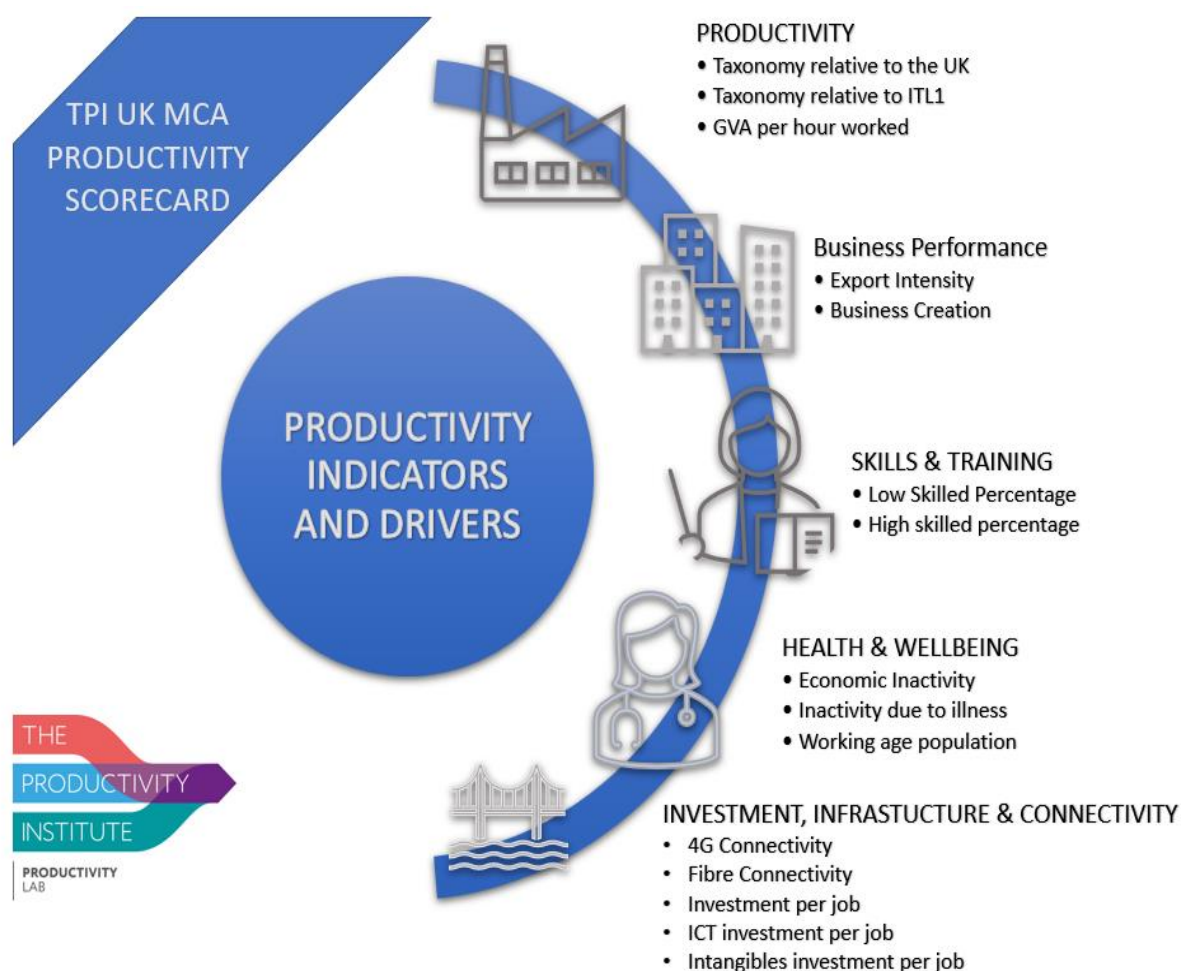 TPI UK MCA
PRODUCTIVITY
SCORECARD
PRODUCTIVITY
• Taxonomy relative to the UK
• Taxonomy relative to ITL1
• GVA per hour worked
Business Performance
• Export Intensity
• Business Creation
PRODUCTIVITY
INDICATORS
AND DRIVERS
SKILLS & TRAINING
• Low Skilled Percentage
• High skilled percentage
HEALTH & WELLBEING
• Economic Inactivity
• Inactivity due to illness
• Working age population
THE
PRODUCTIVITY
INSTITUTE
PRODUCTIVITY
LAB
INVESTMENT, INFRASTUCTURE & CONNECTIVITY
• 4G Connectivity
• Fibre Connectivity
• Investment per job
• ICT investment per job
• Intangibles investment per job